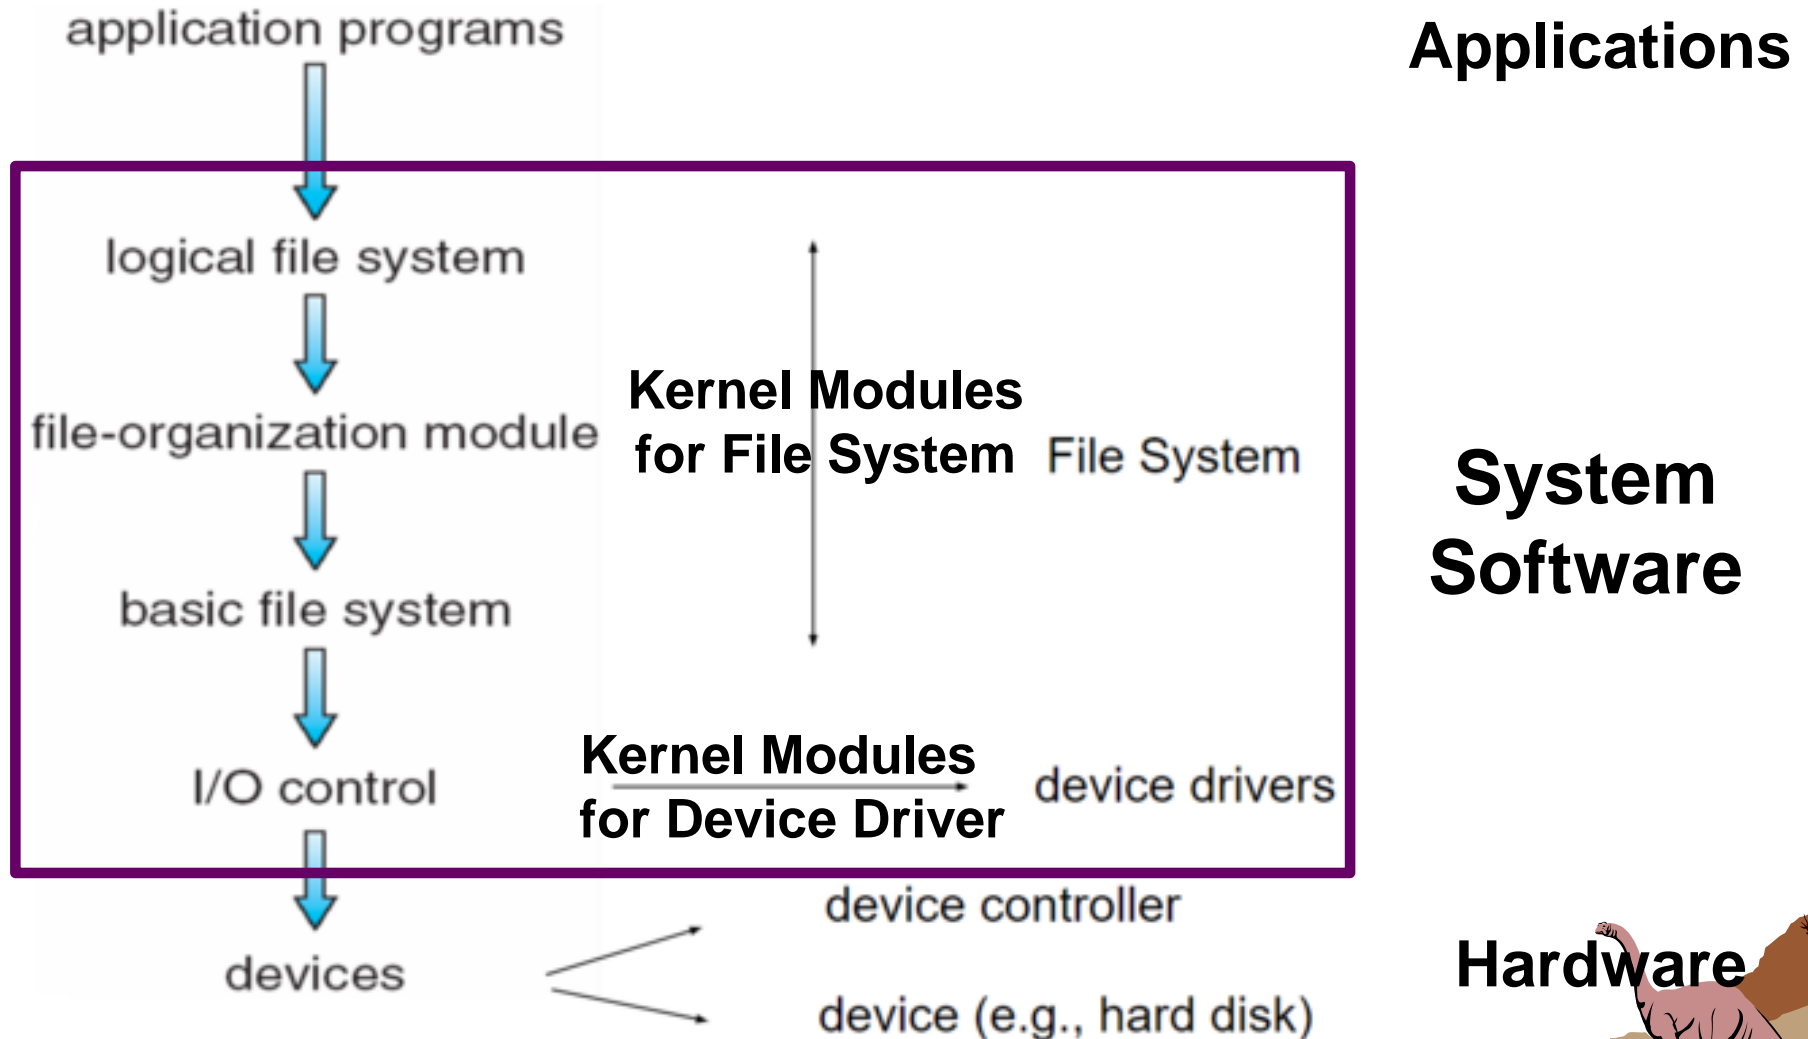 application programs
Applications
logical file system
Kernel Modules
for File System
file-organization module
File System
System
Software
basic file system
Kernel Modules
for Device Driver
I/O control
device drivers
device controller
devices
device (e.g., hard disk)
Hardware